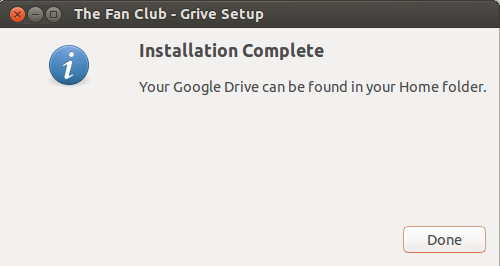 The Fan Club - Grive Setup
Installation Complete
Your Google Drive can be found in your Home folder.
Done